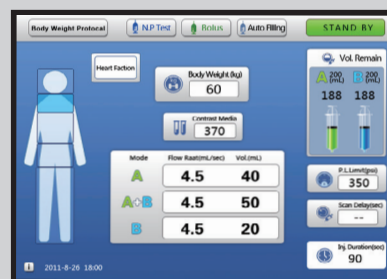 Body Weight Protocal N.P Test Bolus Auto Filling STAND BY
Heart Faction
Body Weight (kg)
60
Contrast Media
370
Mode Flow Raat(mL/sec) Vol.(mL)
A 4.5 40
A+B 4.5 50
B 4.5 20
Vol. Remain
A 200 (mL) B 200 (mL)
188 188
P.L.Limit(psi)
350
Scan Delay(sec)
--
Inj. Duration(sec)
90
i 2011-8-26 18:00